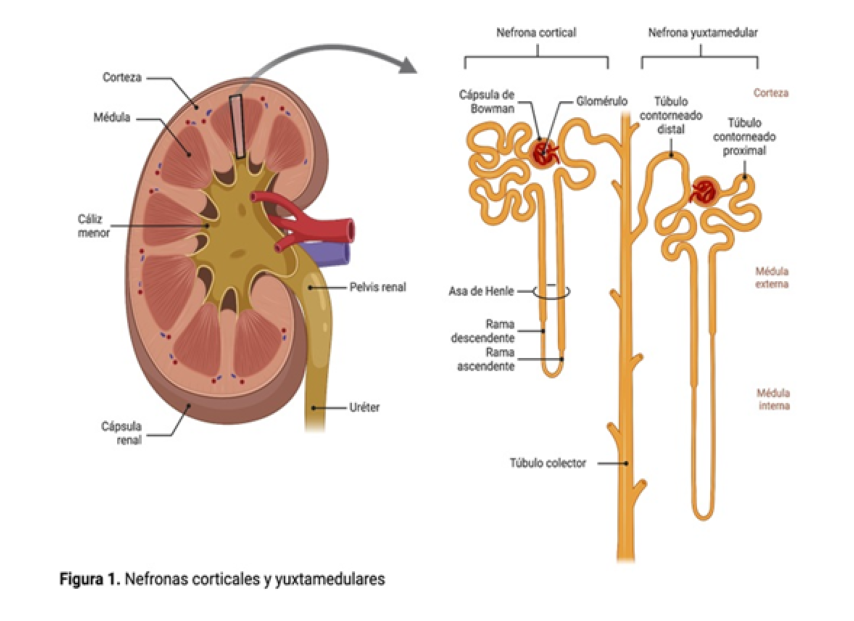 Nefrona cortical
Nefrona yuxtamedular
Corteza
Médula
Cáliz
menor
Cápsula
renal
Pelvis renal
Uréter
Cápsula de
Bowman
Glomérulo
Túbulo
contorneado
distal
Túbulo
contorneado
proximal
Corteza
Asa de Henle
Rama
descendente
Rama
ascendente
Médula
externa
Médula
interna
Túbulo colector
Figura 1. Nefronas corticales y yuxtamedulares